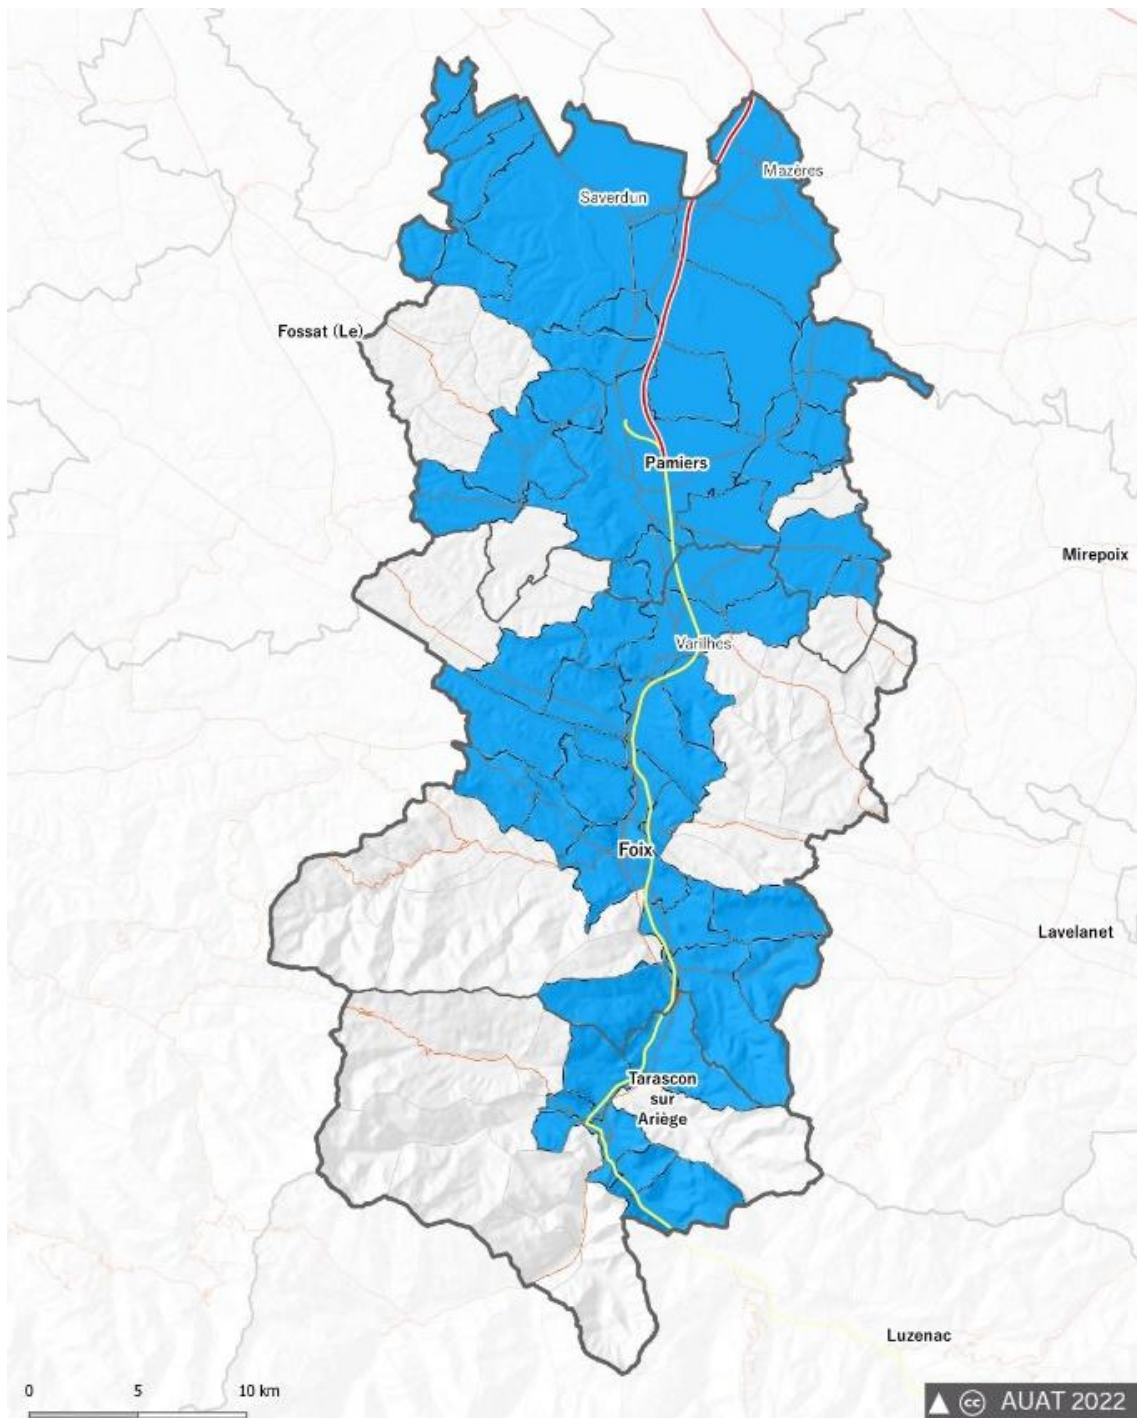 Mazères
Saverdun
Fossat (Le)
Pamiers
Mirepoix
Varilhes
Foix
Lavelanet
Tarascon
sur
Ariège
Luzenac
0 5 10 km
cc AUAT 2022